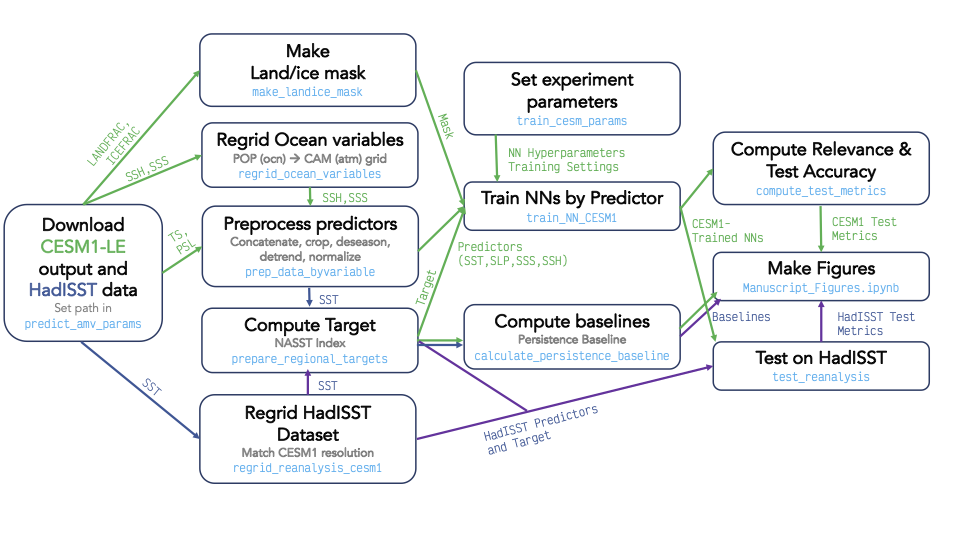 Make
Land/ice mask
make_landice_mask
Set experiment
parameters
train_cesm_params
LANDFRAC,
ICEFRAC
Mask
Regrid Ocean variables
POP (ocn) → CAM (atm) grid
regrid_ocean_variables
SSH,SSS
NN Hyperparameters
Training Settings
Compute Relevance &
Test Accuracy
compute_test_metrics
SSH,SSS
Train NNs by Predictor
train_NN_CESM1
Download
CESM1-LE
output and
HadISST data
Set path in
predict_amv_params
TS,
PSL
Preprocess predictors
Concatenate, crop, deseason,
detrend, normalize
prep_data_byvariable
Predictors
(SST,SLP,SSS,SSH)
CESM1-
Trained NNs
CESM1 Test
Metrics
Make Figures
Manuscript_Figures.ipynb
SST
Target
Compute Target
NASST Index
prepare_regional_targets
Compute baselines
Persistence Baseline
calculate_persistence_baseline
Baselines
HadISST Test
Metrics
SST
SST
Test on HadISST
test_reanalysis
Regrid HadISST
Dataset
Match CESM1 resolution
regrid_reanalysis_cesm1
HadISST Predictors
and Target